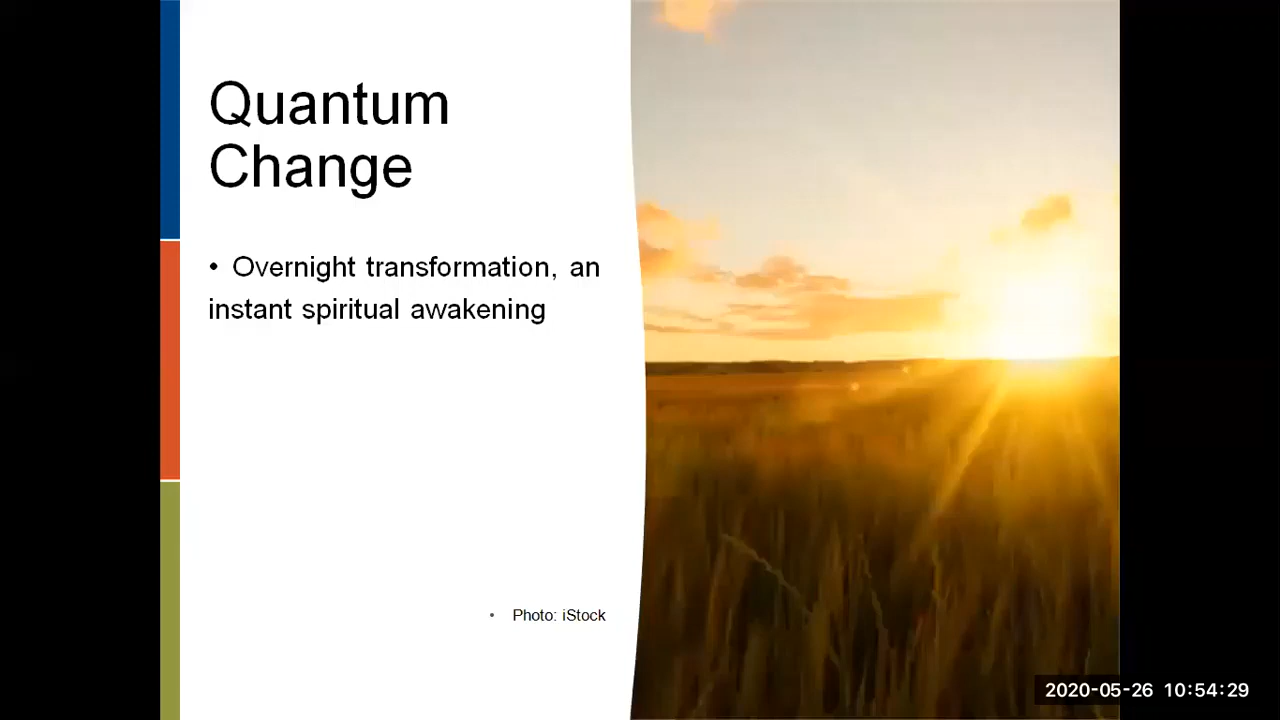 Quantum
Change
• Overnight transformation, an
instant spiritual awakening
• Photo: iStock
2020-05-26 10:54:29